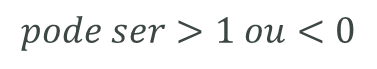 pode ser > 1 ou < 0